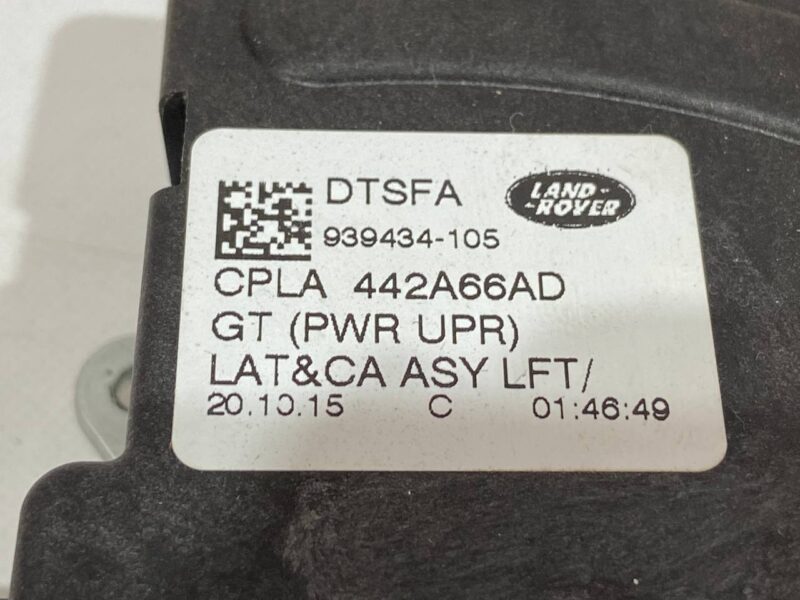 DTSFA
LAND-
-ROVER
939434-105
CPLA 442A66AD
GT (PWR UPR)
LAT&CA ASY LFT/
20.10.15 C 01:46:49